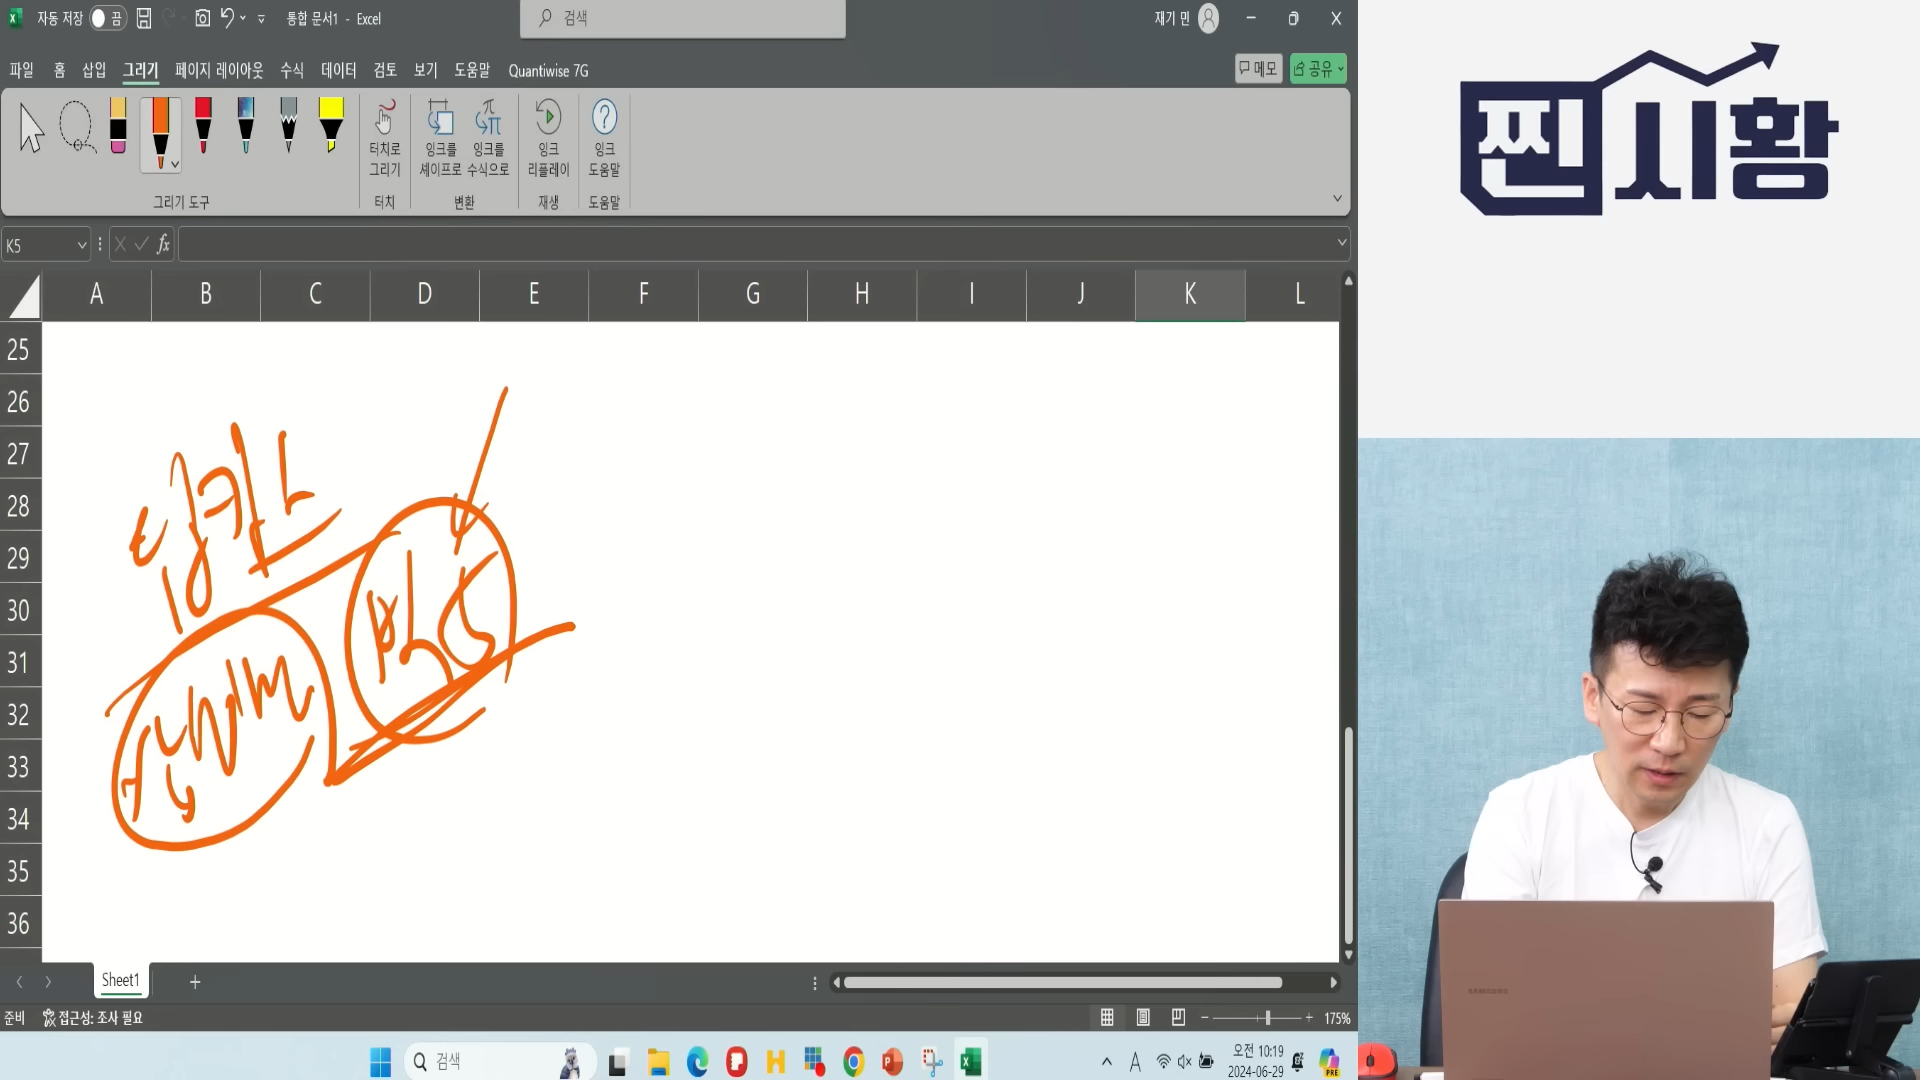 자동 저장 끔 통합 문서1 - Excel 검색 재기 민
파일 홈 삽입 그리기 페이지 레이아웃 수식 데이터 검토 보기 도움말 Quantiwise 7G 메모 공유
터치로 그리기
잉크를 셰이프로
잉크를 수식으로
잉크 리플레이
잉크 도움말
그리기 도구 터치 변환 재생 도움말
K5 fx
A B C D E F G H I J K L
25
26
27
28
29
30
31
32
33
34
35
36
Sheet1
준비 접근성: 조사 필요 175%
검색 A 오전 10:19
2024-06-29
PRE
찐시황
SAMSUNG